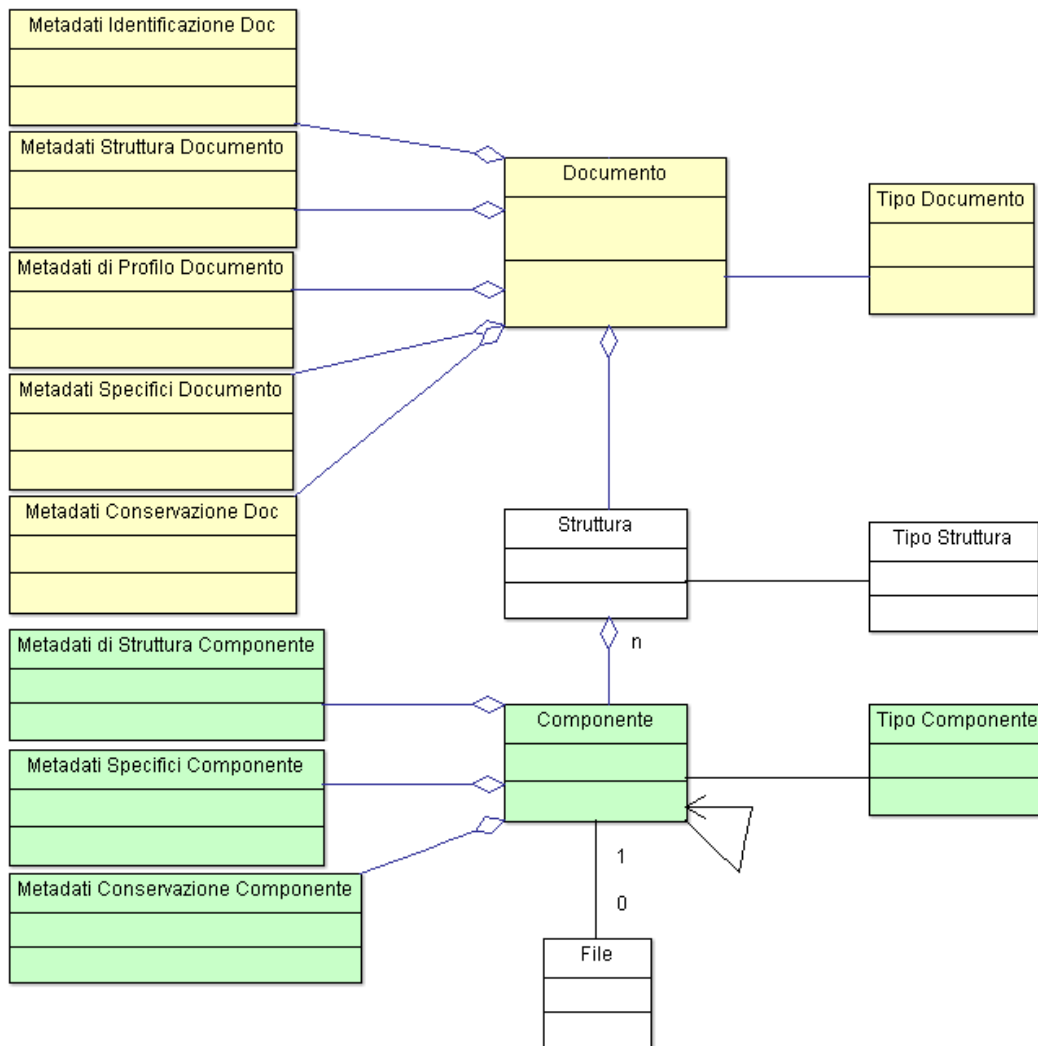 Metadati Identificazione Doc
Metadati Struttura Documento
Documento
Tipo Documento
Metadati di Profilo Documento
Metadati Specifici Documento
Metadati Conservazione Doc
Struttura
Tipo Struttura
n
Metadati di Struttura Componente
Componente
Tipo Componente
Metadati Specifici Componente
Metadati Conservazione Componente
1
0
File